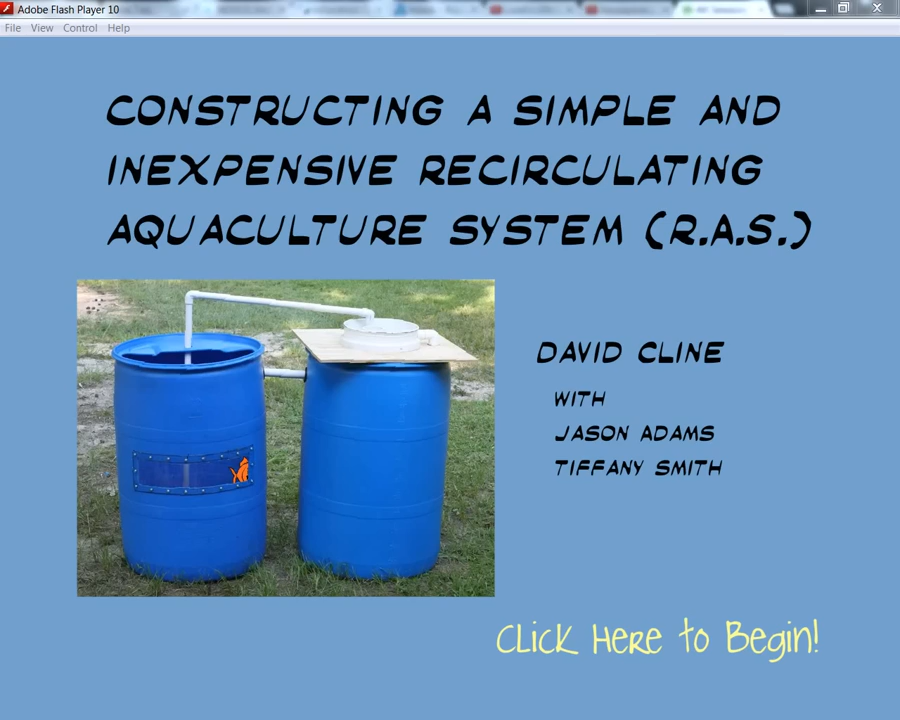 Adobe Flash Player 10
File View Control Help
CONSTRUCTING A SIMPLE AND
INEXPENSIVE RECIRCULATING
AQUACULTURE SYSTEM (R.A.S.)
DAVID CLINE
WITH
JASON ADAMS
TIFFANY SMITH
Click Here to Begin!